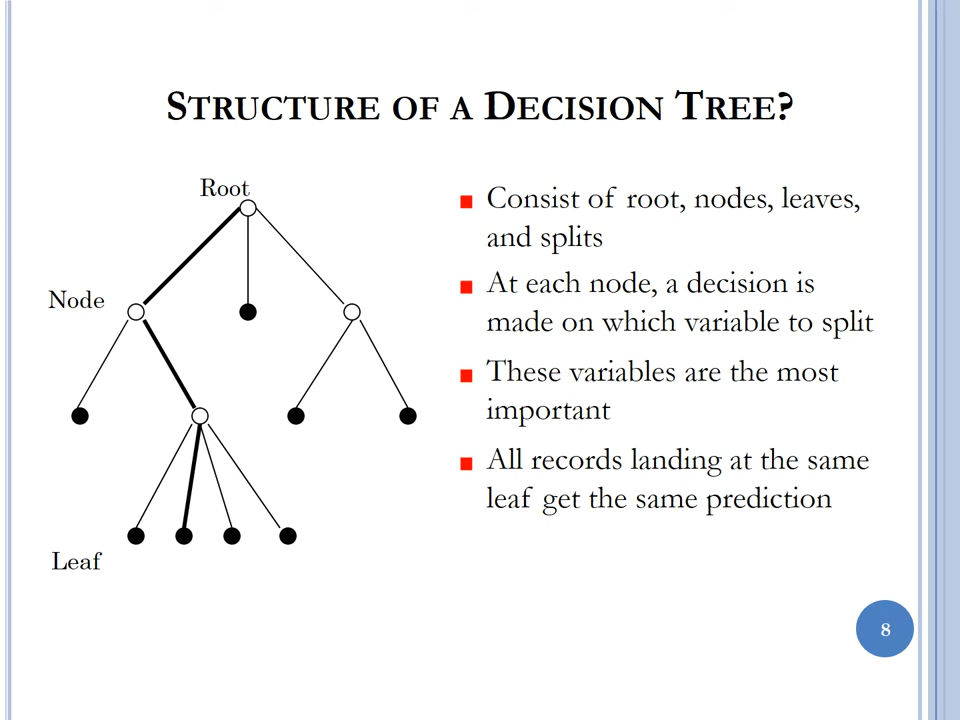 STRUCTURE OF A DECISION TREE?
Root
Node
Leaf
Consist of root, nodes, leaves,
and splits
At each node, a decision is
made on which variable to split
These variables are the most
important
All records landing at the same
leaf get the same prediction
8